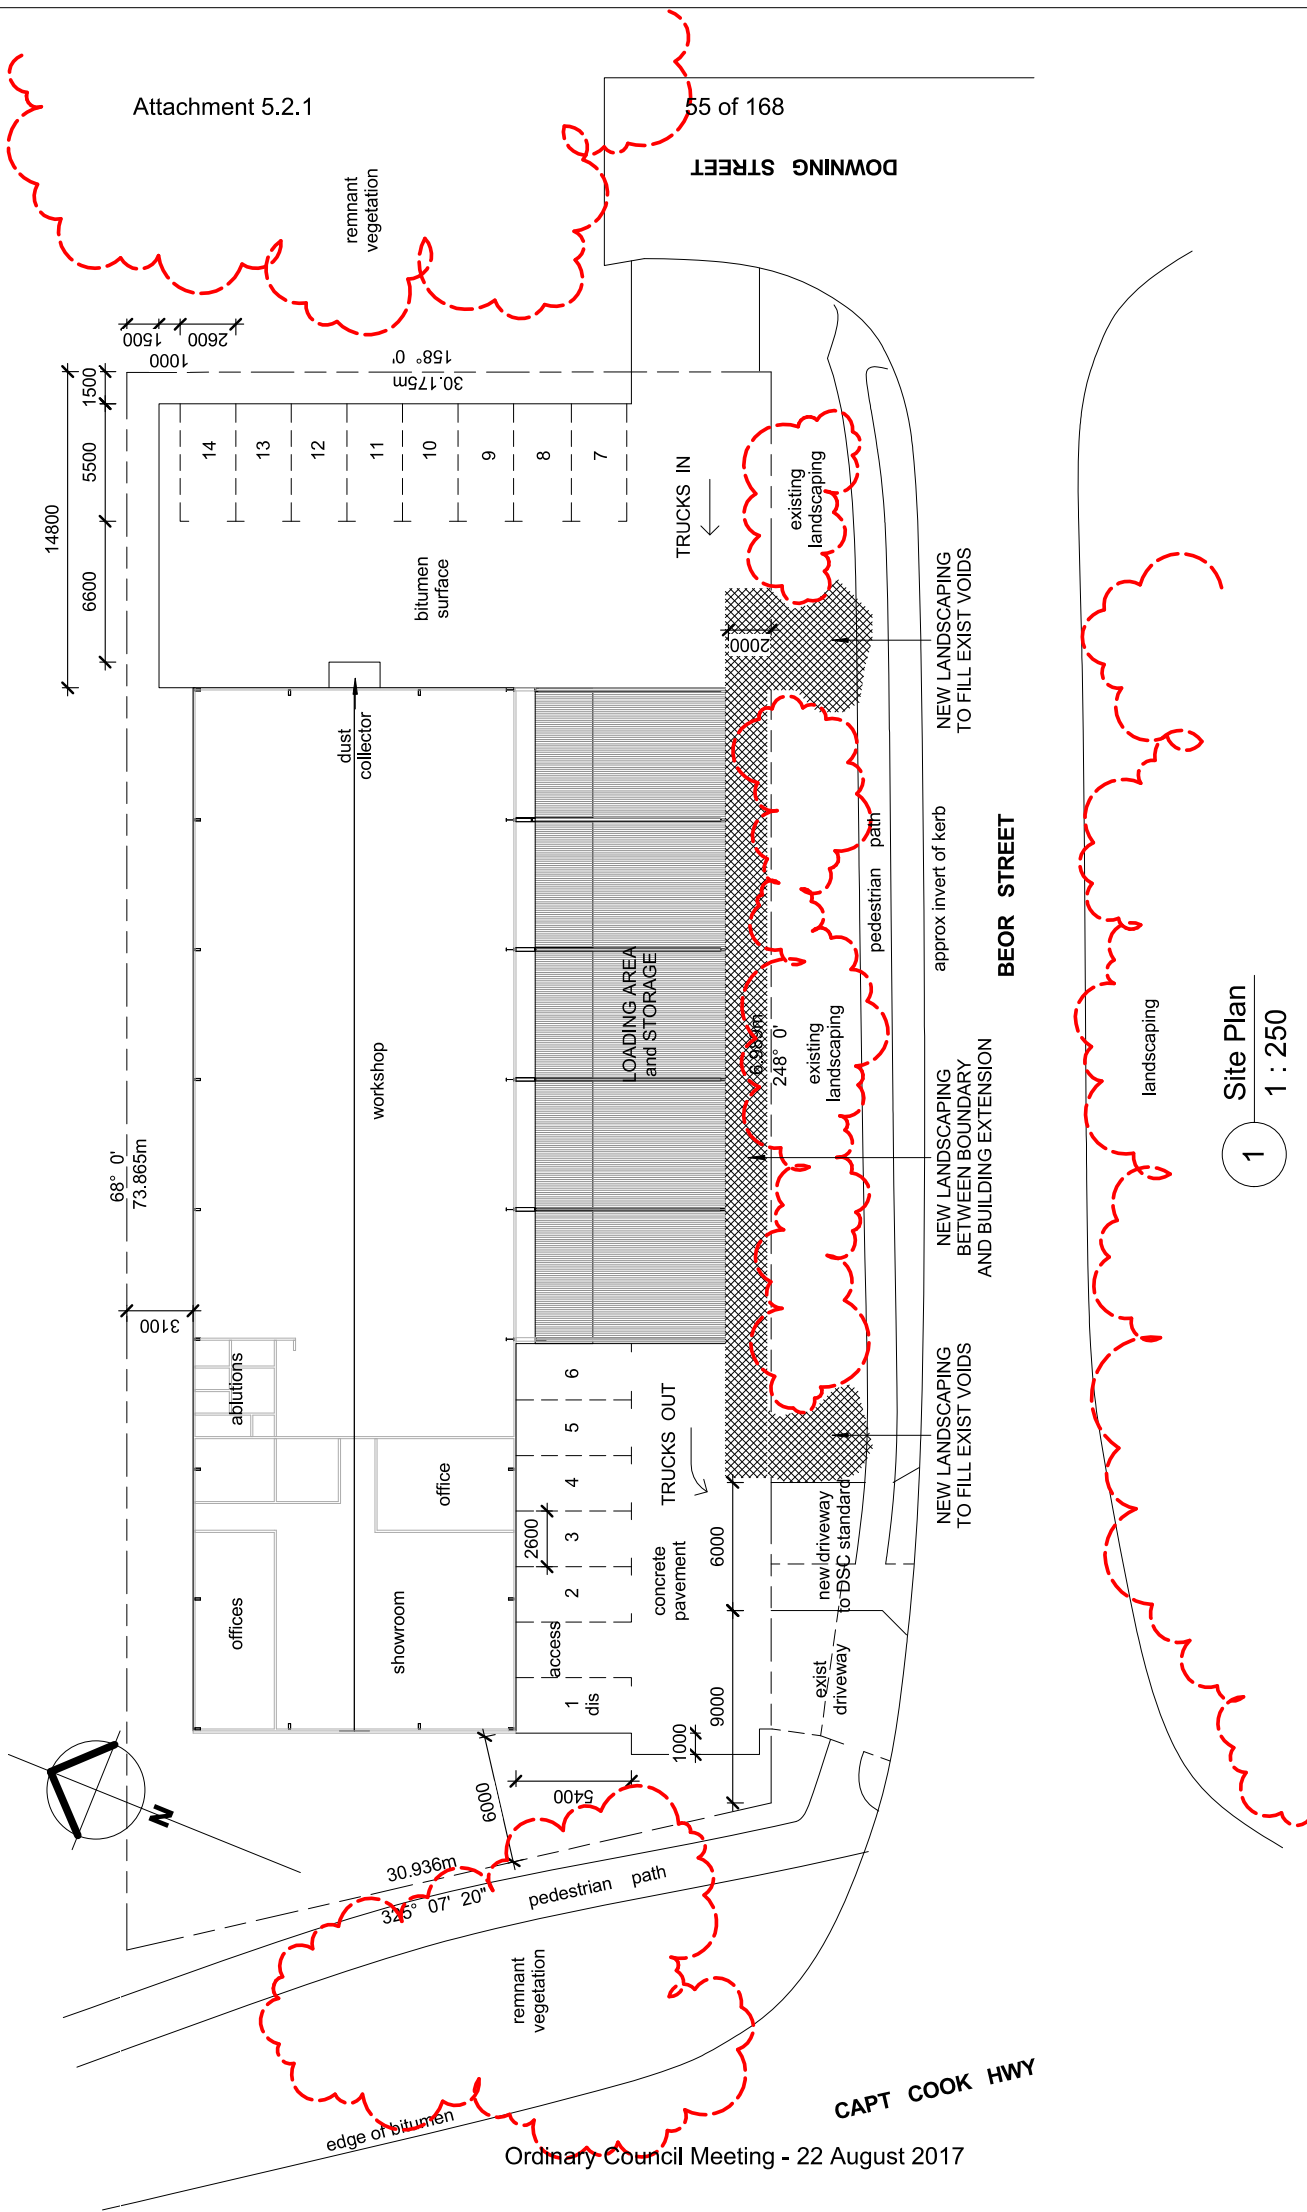 Attachment 5.2.1
55 of 168
DOWNING STREET
remnant
vegetation
14800
6600
5500
1500
1500
1000
2600
158° 0'
30.175m
14
13
12
11
10
9
8
7
TRUCKS IN
bitumen
surface
existing
landscaping
2000
NEW LANDSCAPING
TO FILL EXIST VOIDS
dust
collector
workshop
68° 0'
73.865m
3100
LOADING AREA
and STORAGE
248° 0'
existing
landscaping
pedestrian path
approx invert of kerb
BEOR STREET
NEW LANDSCAPING
BETWEEN BOUNDARY
AND BUILDING EXTENSION
landscaping
ablutions
office
offices
showroom
6
5
4
3
2
access
1
dis
2600
TRUCKS OUT
concrete
pavement
6000
9000
1000
5400
6000
new driveway
to DSC standard
exist
driveway
NEW LANDSCAPING
TO FILL EXIST VOIDS
N
30.936m
325° 07' 20"
pedestrian path
remnant
vegetation
edge of bitumen
CAPT COOK HWY
1
Site Plan
1 : 250
Ordinary Council Meeting - 22 August 2017